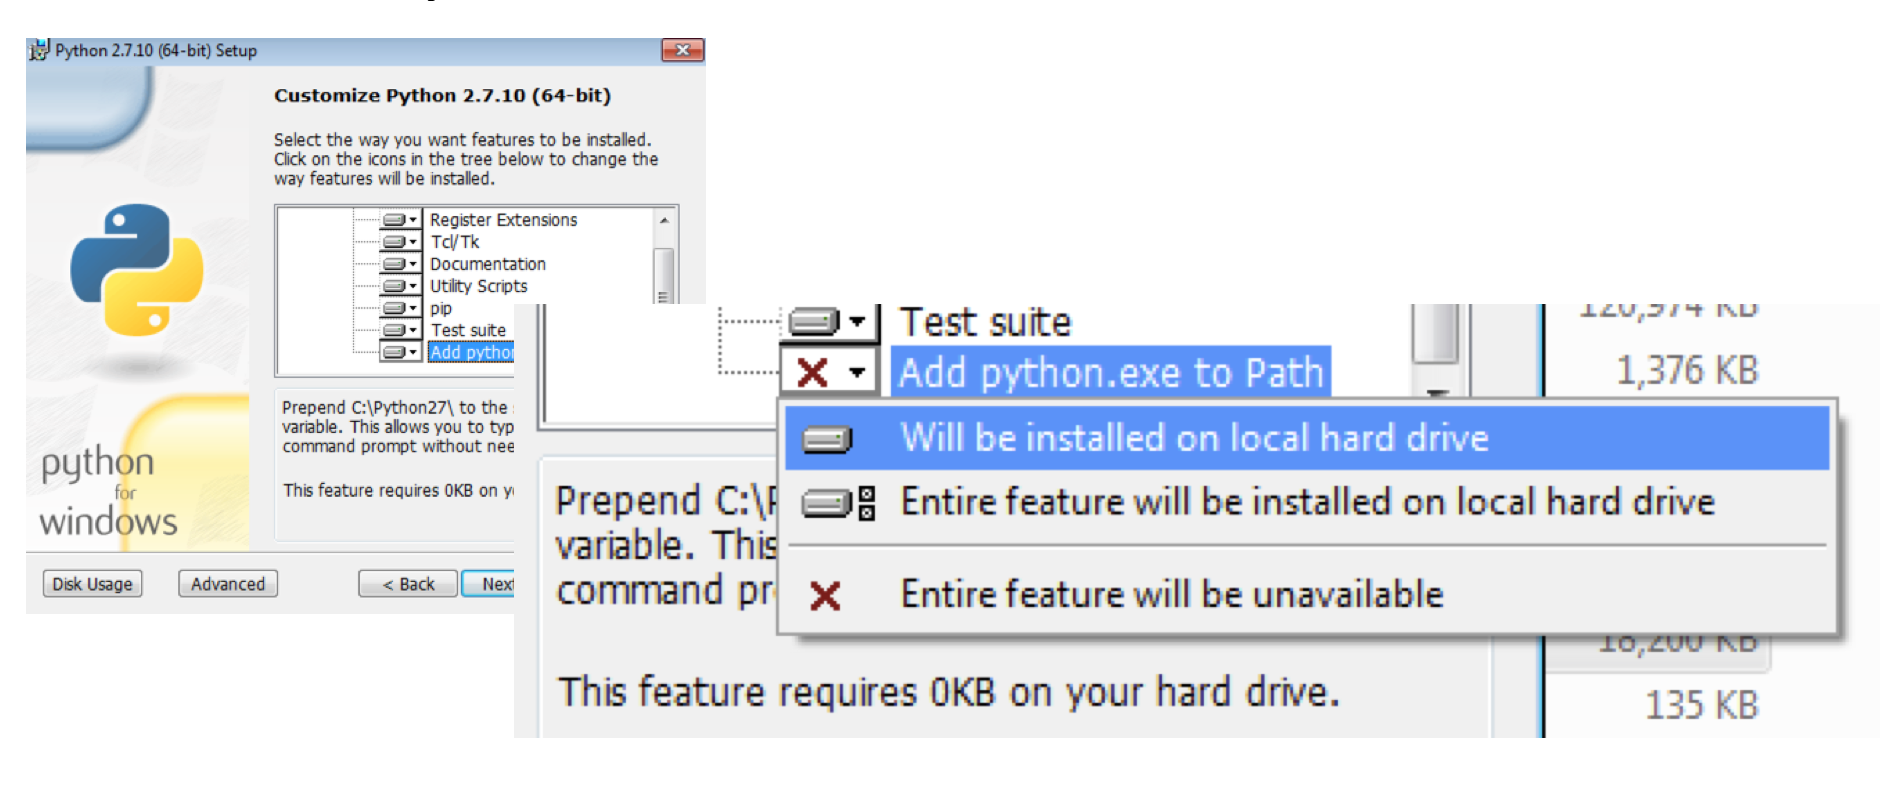 Python 2.7.10 (64-bit) Setup
Customize Python 2.7.10 (64-bit)
Select the way you want features to be installed.
Click on the icons in the tree below to change the
way features will be installed.
Register Extensions
Tcl/Tk
Documentation
Utility Scripts
pip
Test suite
Add python
Prepend C:\Python27\ to the
variable. This allows you to typ
command prompt without nee
This feature requires 0KB on y
python
for
windows
Disk Usage
Advanced
< Back
Next
Test suite
Add python.exe to Path
Will be installed on local hard drive
Entire feature will be installed on local hard drive
Entire feature will be unavailable
Prepend C:\P
variable. This
command pr
This feature requires 0KB on your hard drive.
120,974 KB
1,376 KB
18,200 KB
135 KB